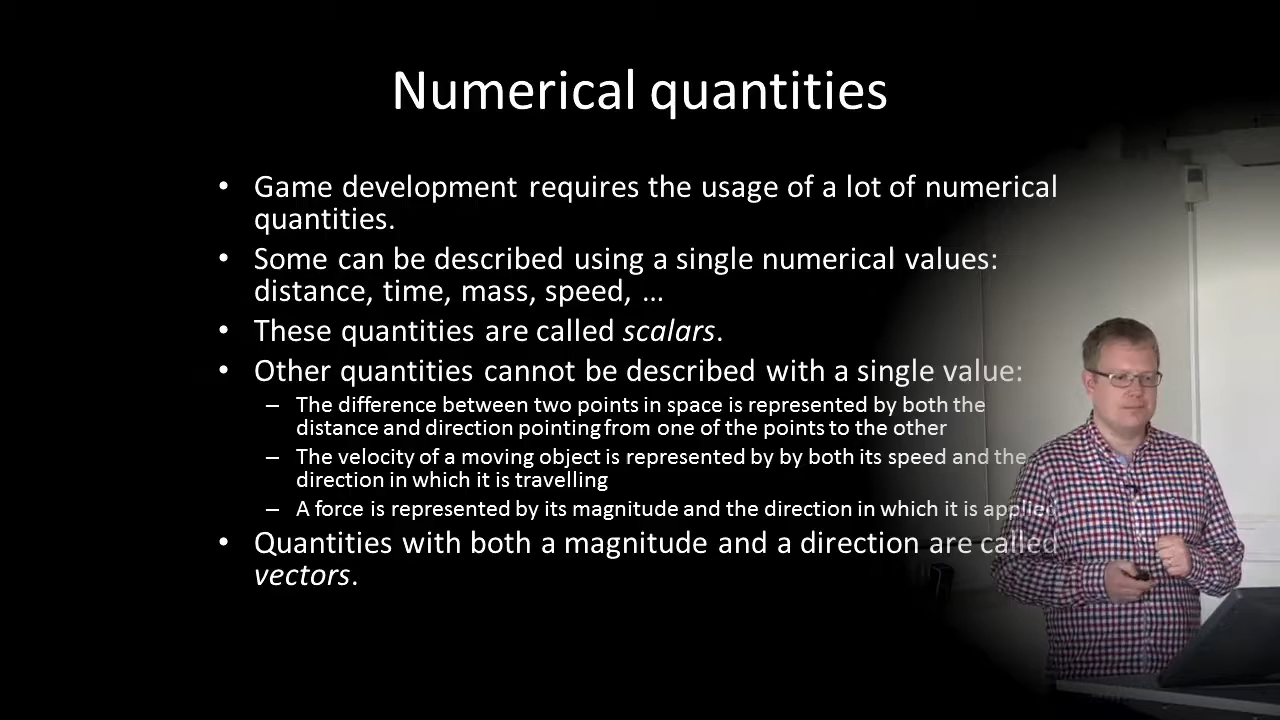 Numerical quantities
• Game development requires the usage of a lot of numerical
quantities.
• Some can be described using a single numerical values:
distance, time, mass, speed, …
• These quantities are called scalars.
• Other quantities cannot be described with a single value:
– The difference between two points in space is represented by both the
distance and direction pointing from one of the points to the other
– The velocity of a moving object is represented by by both its speed and the
direction in which it is travelling
– A force is represented by its magnitude and the direction in which it is applied
• Quantities with both a magnitude and a direction are called
vectors.